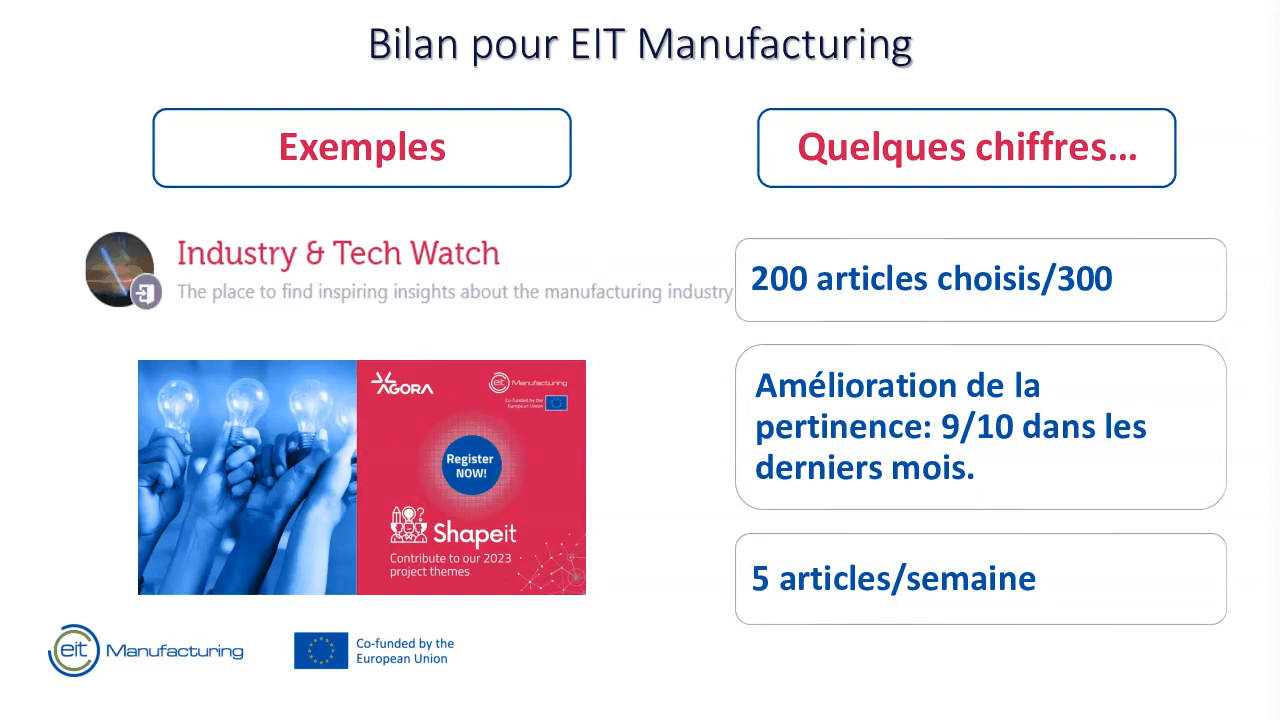 Bilan pour EIT Manufacturing
Exemples
Quelques chiffres...
Industry & Tech Watch
The place to find inspiring insights about the manufacturing industry
200 articles choisis/300
AGORA
eit Manufacturing
Co-funded by the
European Union
Register
NOW!
Shapeit
Contribute to our 2023
project themes
Amélioration de la
pertinence: 9/10 dans les
derniers mois.
5 articles/semaine
eit Manufacturing
Co-funded by the
European Union